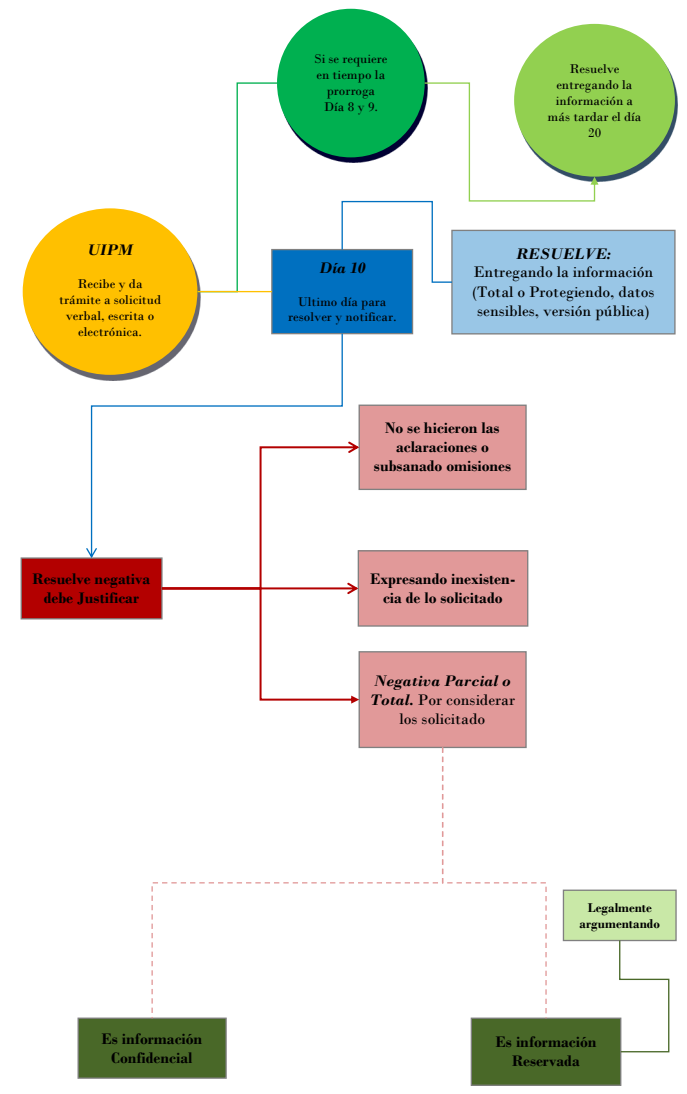 Si se requiere
en tiempo la
prorroga
Día 8 y 9.
Resuelve
entregando la
información a
más tardar el día
20
UIPM
Recibe y da
trámite a solicitud
verbal, escrita o
electrónica.
Día 10
Ultimo día para
resolver y notificar.
RESUELVE:
Entregando la información
(Total o Protegiendo, datos
sensibles, versión pública)
No se hicieron las
aclaraciones o
subsanado omisiones
Resuelve negativa
debe Justificar
Expresando inexisten-
cia de lo solicitado
Negativa Parcial o
Total. Por considerar
los solicitado
Legalmente
argumentando
Es información
Confidencial
Es información
Reservada